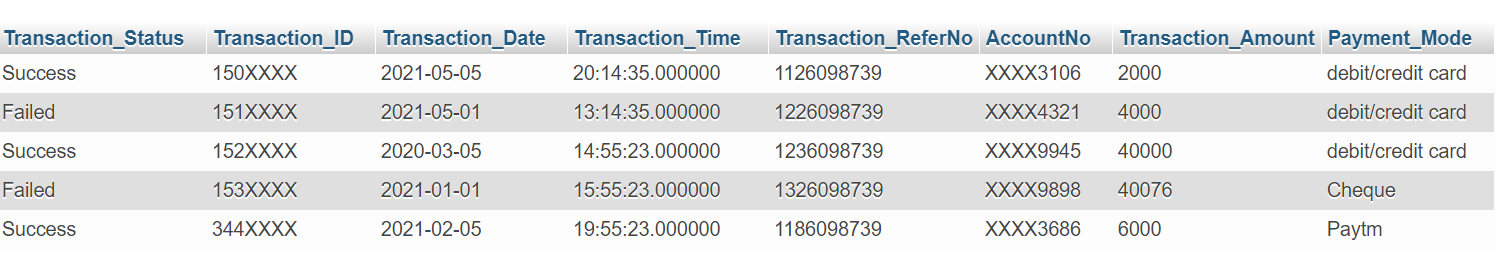 Transaction_Status Transaction_ID Transaction_Date Transaction_Time Transaction_ReferNo AccountNo Transaction_Amount Payment_Mode
Success 150XXXX 2021-05-05 20:14:35.000000 1126098739 XXXX3106 2000 debit/credit card
Failed 151XXXX 2021-05-01 13:14:35.000000 1226098739 XXXX4321 4000 debit/credit card
Success 152XXXX 2020-03-05 14:55:23.000000 1236098739 XXXX9945 40000 debit/credit card
Failed 153XXXX 2021-01-01 15:55:23.000000 1326098739 XXXX9898 40076 Cheque
Success 344XXXX 2021-02-05 19:55:23.000000 1186098739 XXXX3686 6000 Paytm